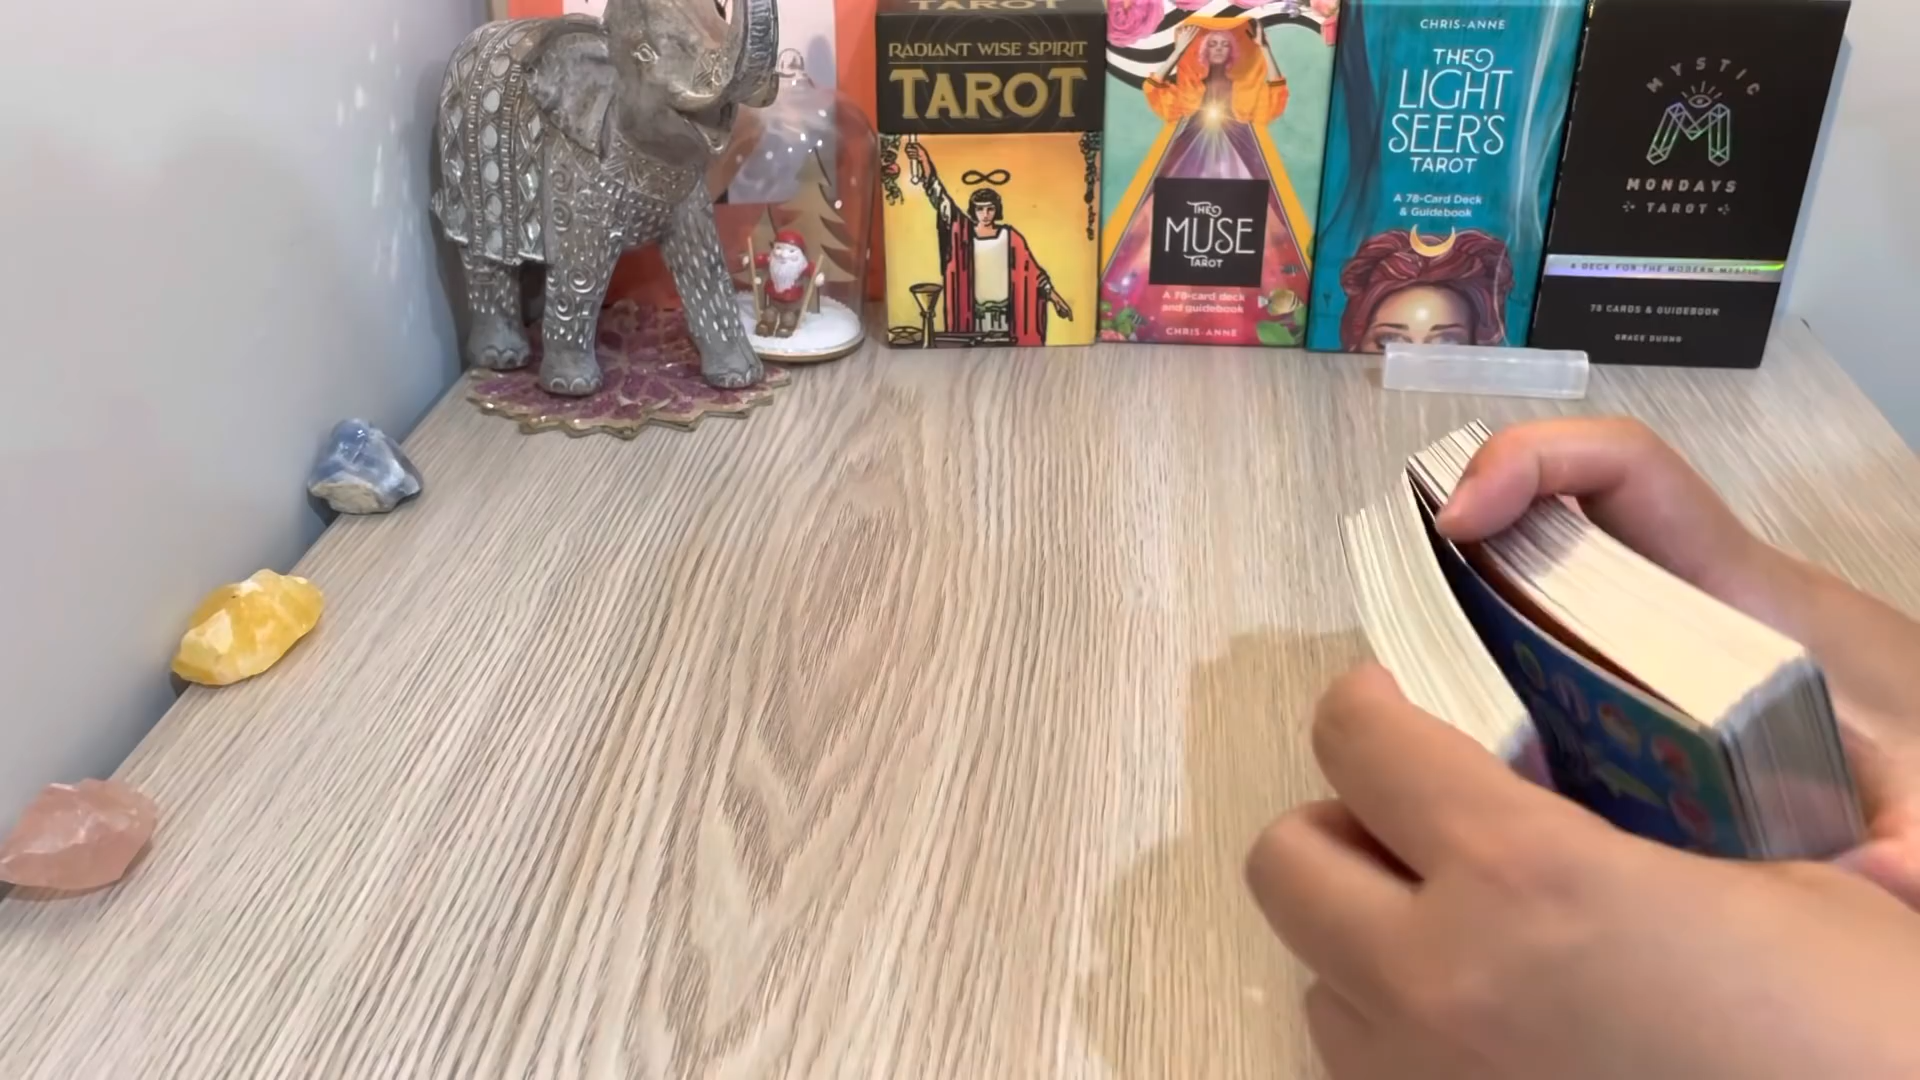 TAROT
RADIANT WISE SPIRIT
TAROT
THE
MUSE
TAROT
A 78-card deck
and guidebook
CHRIS-ANNE
CHRIS-ANNE
THE
LIGHT
SEER'S
TAROT
A 78-Card Deck
& Guidebook
MYSTIC
MONDAYS
TAROT
A DECK FOR THE MODERN MYSTIC
78 CARDS & GUIDEBOOK
GRACE DUONG